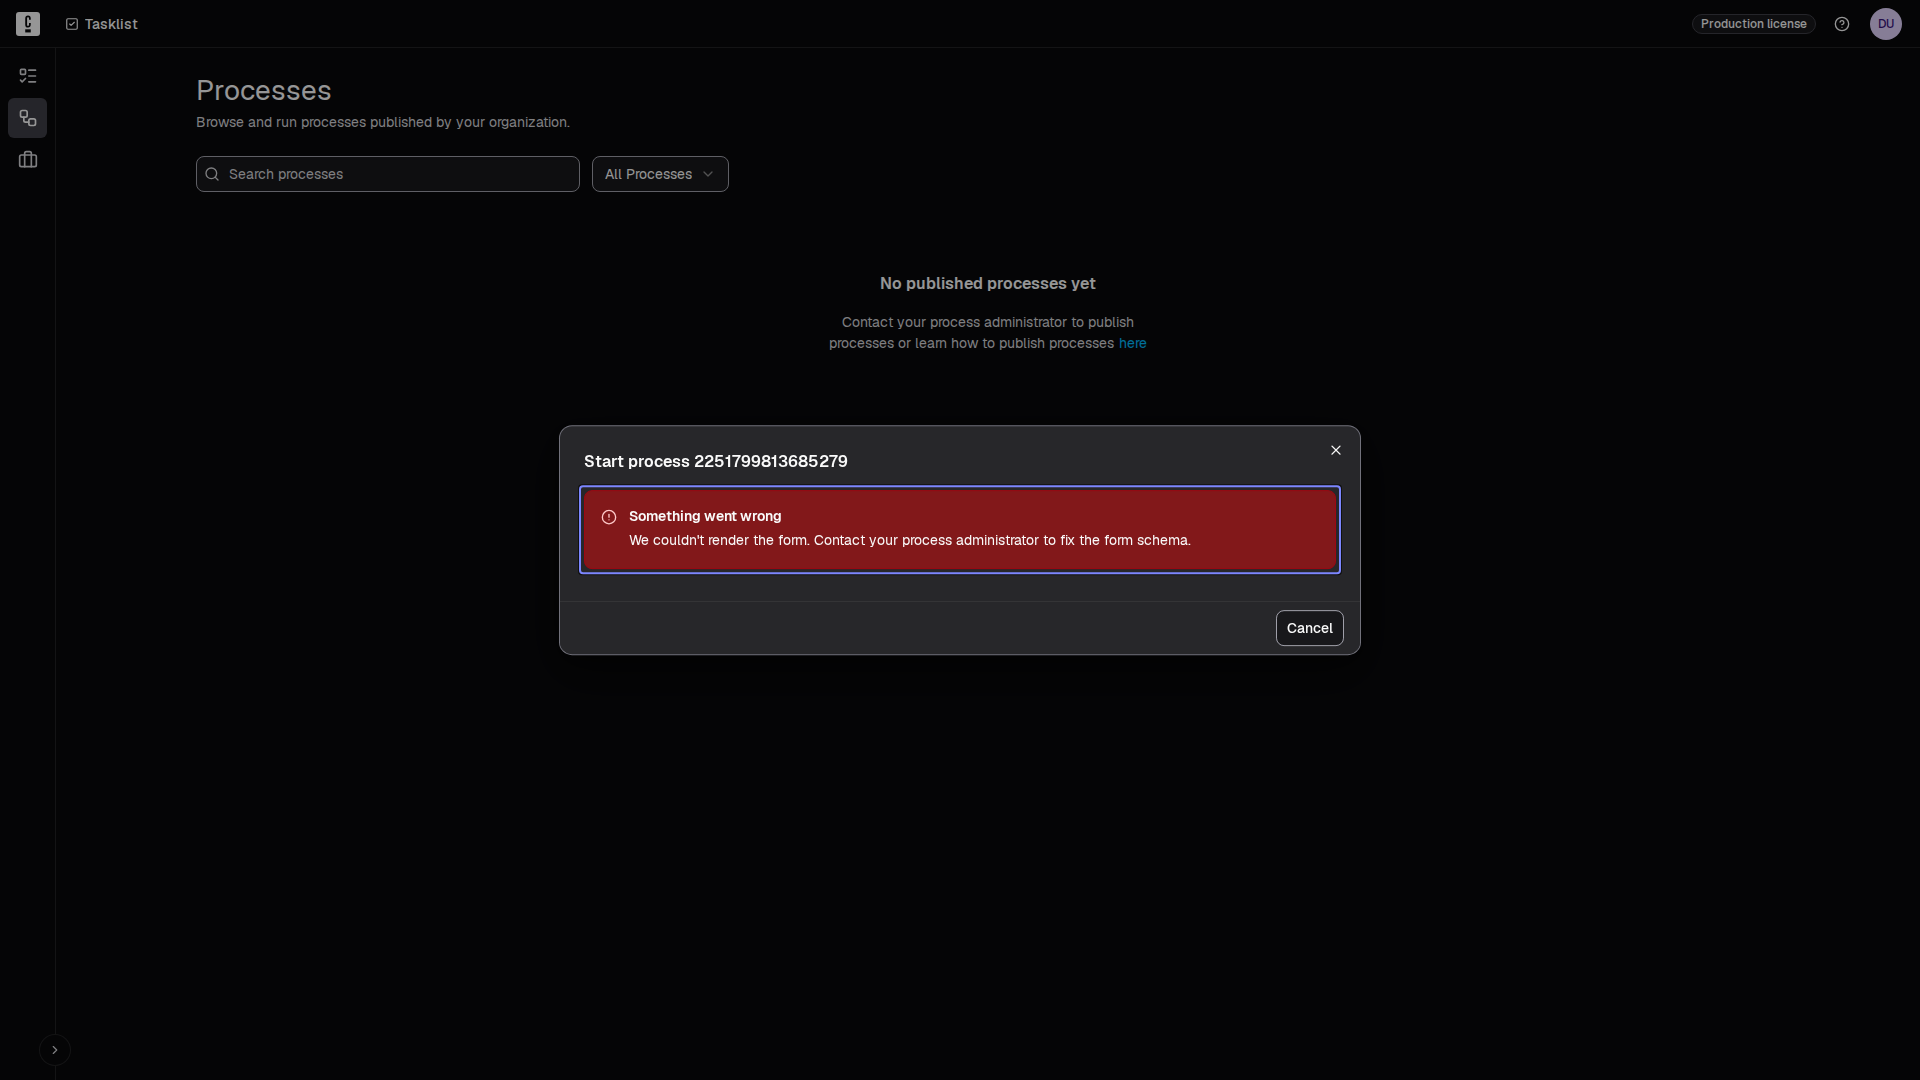 Tasklist
Production license
DU
Processes
Browse and run processes published by your organization.
Search processes
All Processes
No published processes yet
Contact your process administrator to publish
processes or learn how to publish processes here
Start process 2251799813685279
Something went wrong
We couldn't render the form. Contact your process administrator to fix the form schema.
Cancel